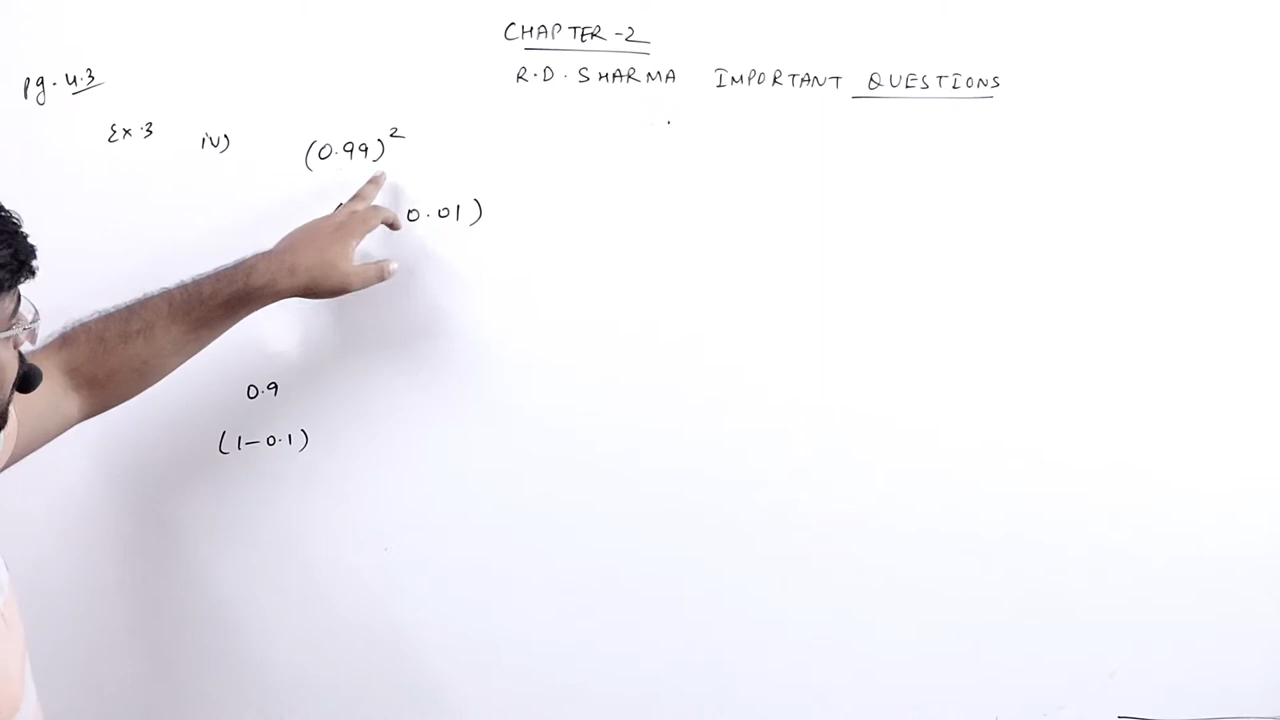 CHAPTER-2
R.D. SHARMA IMPORTANT QUESTIONS
pg. 4.3
Ex.3 iv) (0.99)²
0.01)
0.9
(1-0.1)